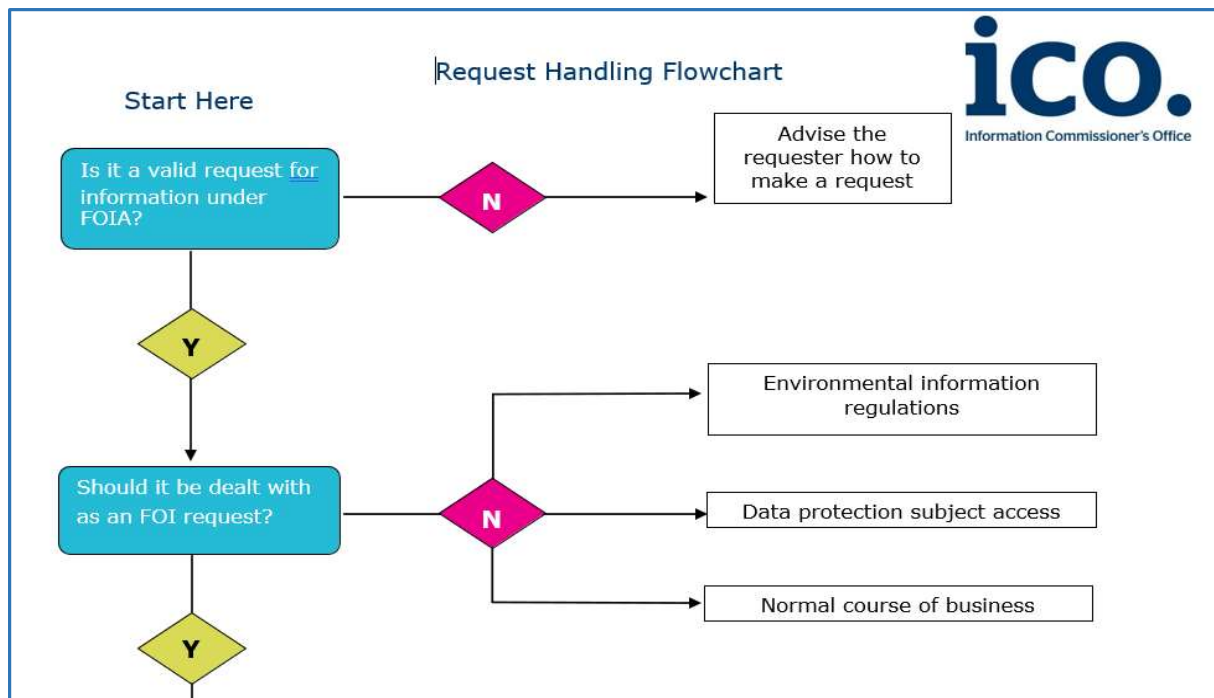 Request Handling Flowchart
ico.
Information Commissioner's Office
Start Here
Is it a valid request for
information under
FOIA?
N
Advise the
requester how to
make a request
Y
Should it be dealt with
as an FOI request?
N
Environmental information
regulations
Data protection subject access
Normal course of business
Y